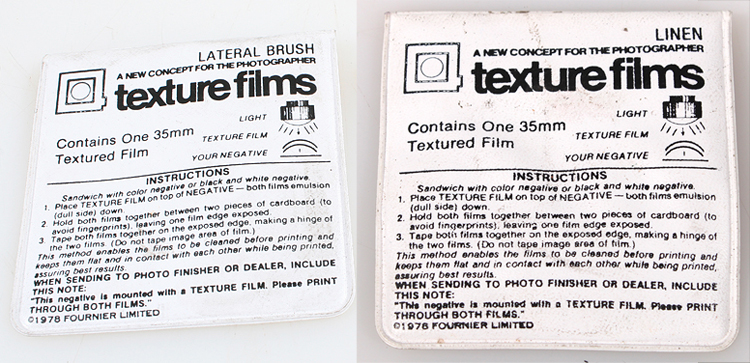 LATERAL BRUSH
A NEW CONCEPT FOR THE PHOTOGRAPHER
texture films
LIGHT
Contains One 35mm
Textured Film
TEXTURE FILM
YOUR NEGATIVE
INSTRUCTIONS
Sandwich with color negative or black and white negative.
1. Place TEXTURE FILM on top of NEGATIVE — both films emulsion
(dull side) down.
2. Hold both films together between two pieces of cardboard (to
avoid fingerprints), leaving one film edge exposed.
3. Tape both films together on the exposed edge, making a hinge of
the two films. (Do not tape image area of film.)
This method enables the films to be cleaned before printing and
keeps them flat and in contact with each other while being printed,
assuring best results.
WHEN SENDING TO PHOTO FINISHER OR DEALER, INCLUDE
THIS NOTE:
"This negative is mounted with a TEXTURE FILM. Please PRINT
THROUGH BOTH FILMS."
©1978 FOURNIER LIMITED
LINEN
A NEW CONCEPT FOR THE PHOTOGRAPHER
texture films
LIGHT
Contains One 35mm
Textured Film
TEXTURE FILM
YOUR NEGATIVE
INSTRUCTIONS
Sandwich with color negative or black and white negative.
1. Place TEXTURE FILM on top of NEGATIVE — both films emulsion
(dull side) down.
2. Hold both films together between two pieces of cardboard (to
avoid fingerprints), leaving one film edge exposed.
3. Tape both films together on the exposed edge, making a hinge of
the two films. (Do not tape image area of film.)
This method enables the films to be cleaned before printing and
keeps them flat and in contact with each other while being printed,
assuring best results.
WHEN SENDING TO PHOTO FINISHER OR DEALER, INCLUDE
THIS NOTE:
"This negative is mounted with a TEXTURE FILM. Please PRINT
THROUGH BOTH FILMS."
©1978 FOURNIER LIMITED